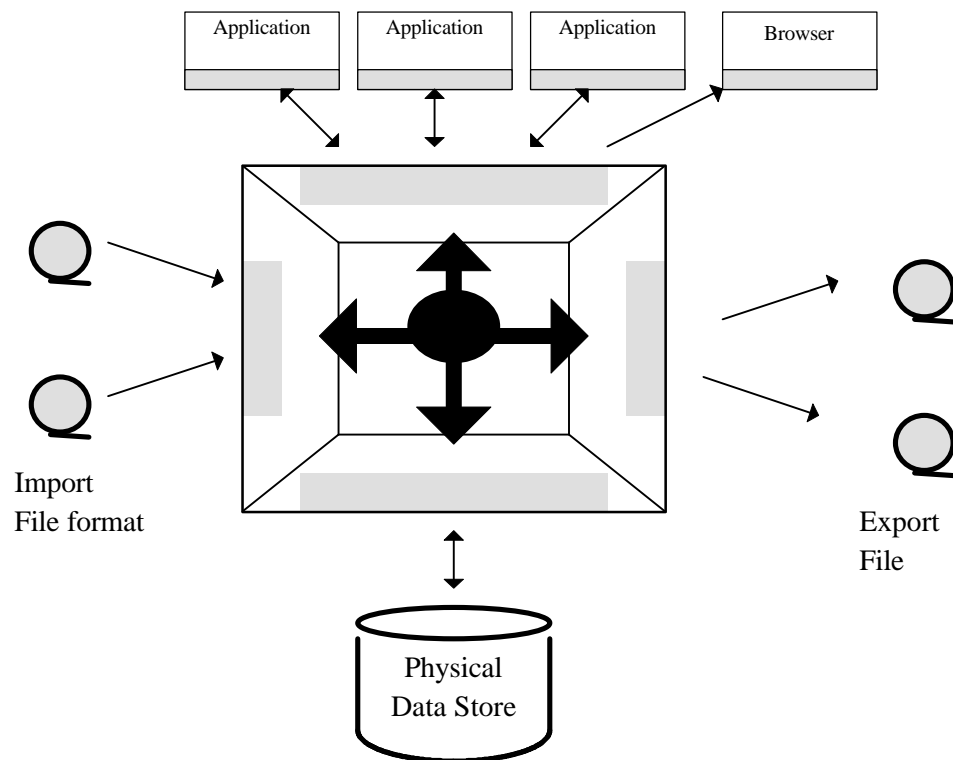 Application
Application
Application
Browser
Import
File format
Export
File
Physical
Data Store